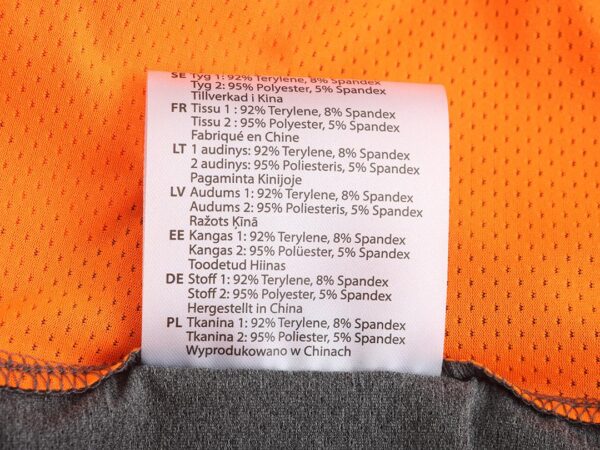 SE Tyg 1: 92% Terylene, 8% Spandex
Tyg 2: 95% Polyester, 5% Spandex
Tillverkad i Kina
FR Tissu 1 : 92% Terylene, 8% Spandex
Tissu 2 : 95% Polyester, 5% Spandex
Fabriqué en Chine
LT 1 audinys: 92% Terylene, 8% Spandex
2 audinys: 95% Poliesteris, 5% Spandex
Pagaminta Kinijoje
LV Audums 1: 92% Terylene, 8% Spandex
Audums 2: 95% Poliesteris, 5% Spandex
Ražots Ķīnā
EE Kangas 1: 92% Terylene, 8% Spandex
Kangas 2: 95% Polüester, 5% Spandex
Toodetud Hiinas
DE Stoff 1: 92% Terylene, 8% Spandex
Stoff 2: 95% Polyester, 5% Spandex
Hergestellt in China
PL Tkanina 1: 92% Terylene, 8% Spandex
Tkanina 2: 95% Polyester, 5% Spandex
Wyprodukowano w Chinach